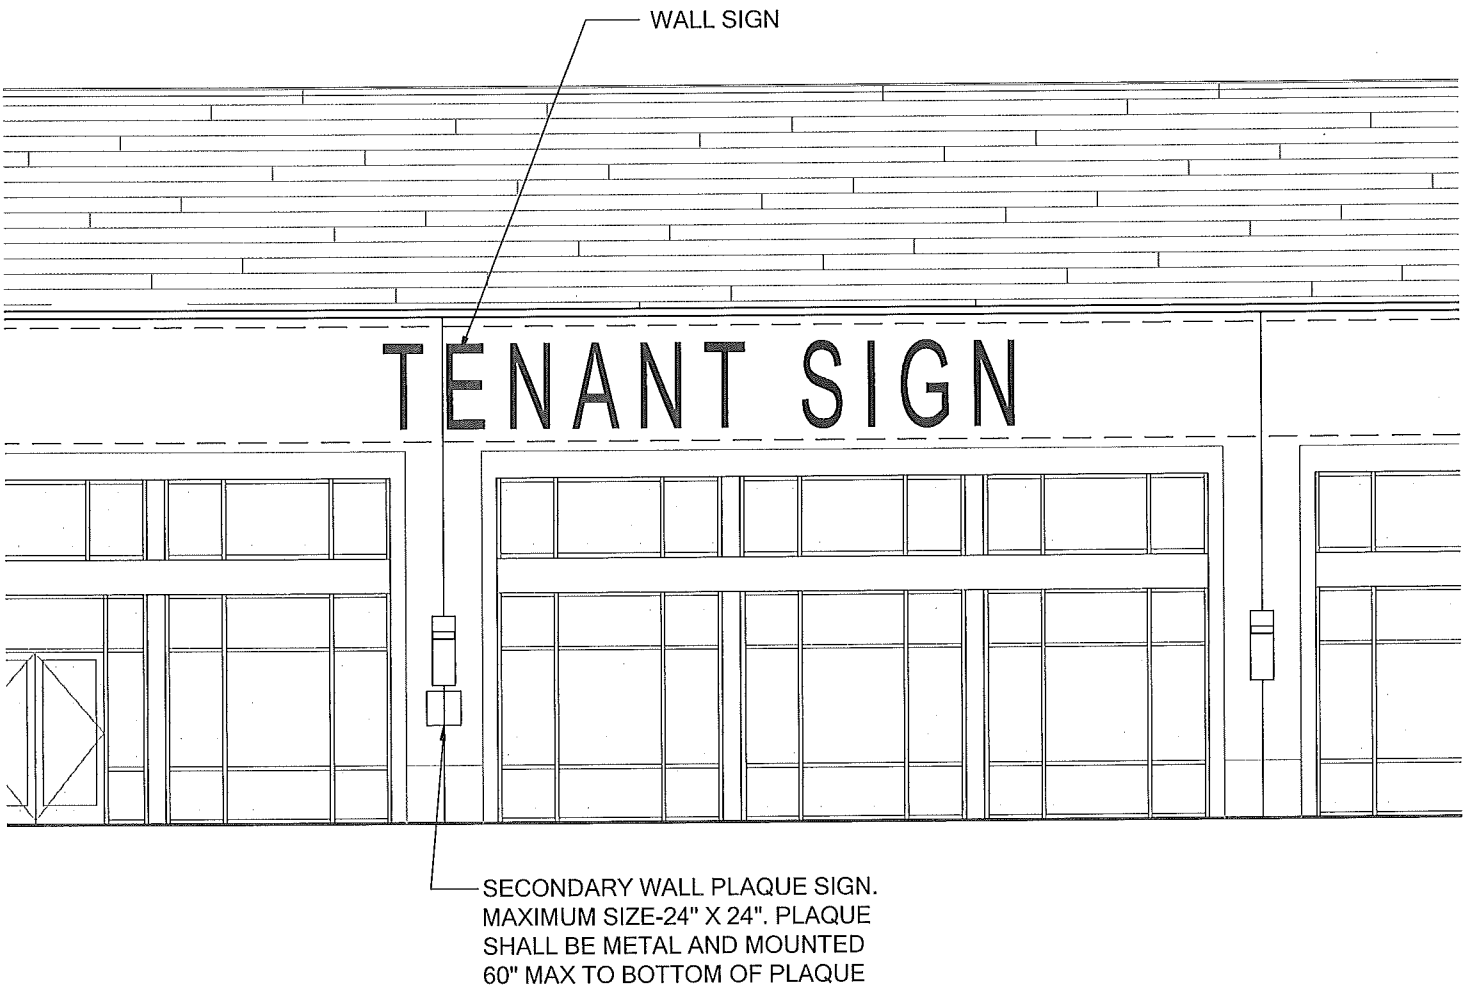 WALL SIGN
TENANT SIGN
SECONDARY WALL PLAQUE SIGN.
MAXIMUM SIZE-24" X 24". PLAQUE
SHALL BE METAL AND MOUNTED
60" MAX TO BOTTOM OF PLAQUE